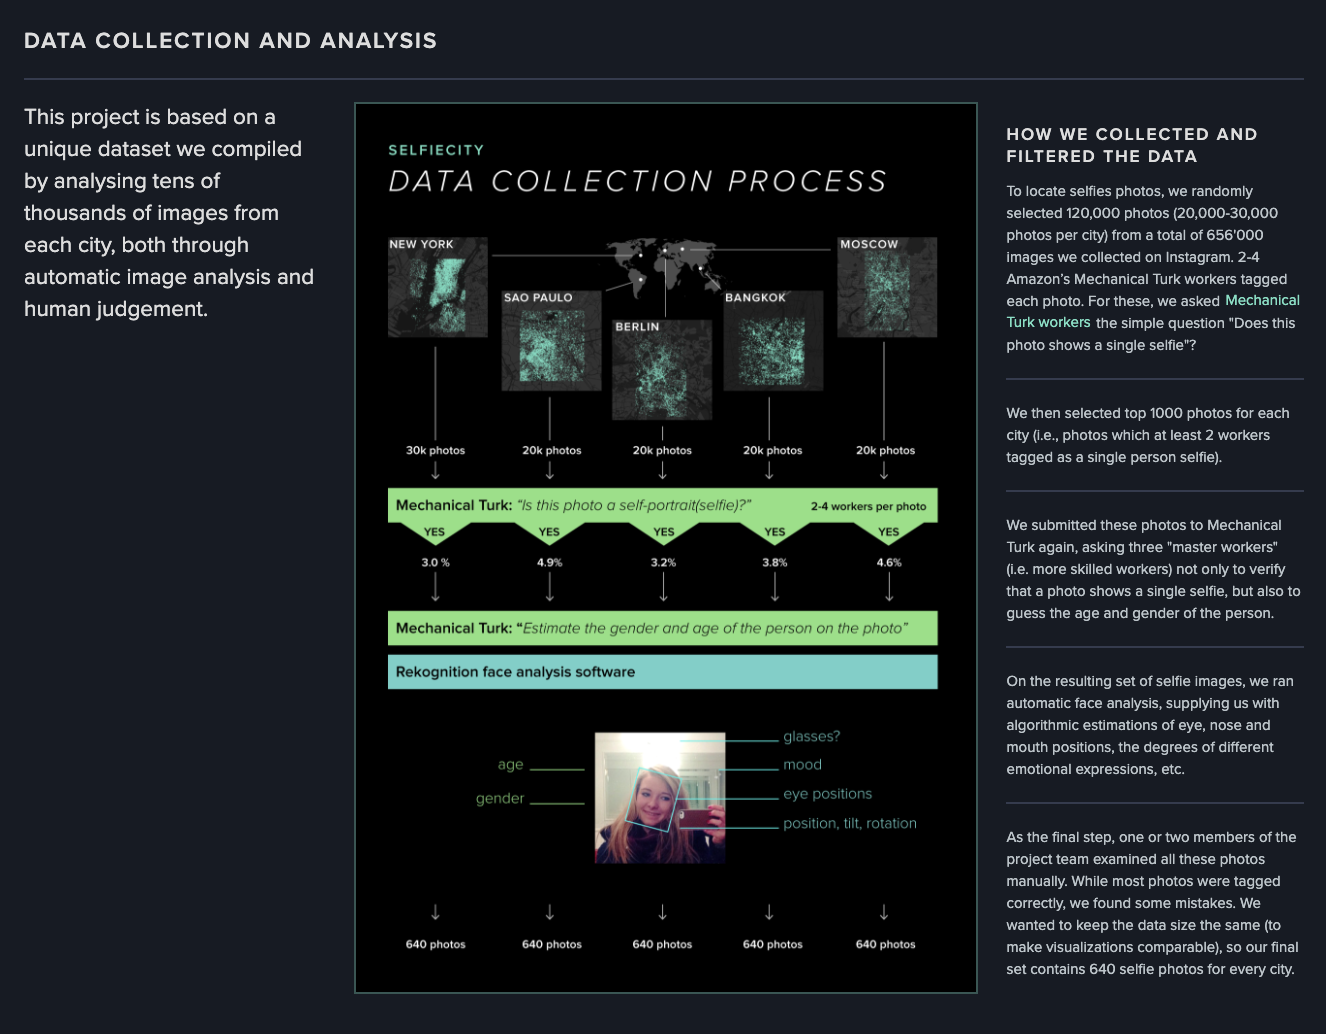 DATA COLLECTION AND ANALYSIS
This project is based on a
unique dataset we compiled
by analysing tens of
thousands of images from
each city, both through
automatic image analysis and
human judgement.
SELFIECITY
DATA COLLECTION PROCESS
NEW YORK
MOSCOW
SAO PAULO
BANGKOK
BERLIN
30k photos
20k photos
20k photos
20k photos
20k photos
Mechanical Turk: “Is this photo a self-portrait(selfie)?”
2-4 workers per photo
YES
YES
YES
YES
YES
3.0 %
4.9%
3.2%
3.8%
4.6%
Mechanical Turk: “Estimate the gender and age of the person on the photo”
Rekognition face analysis software
age
gender
glasses?
mood
eye positions
position, tilt, rotation
640 photos
640 photos
640 photos
640 photos
640 photos
HOW WE COLLECTED AND
FILTERED THE DATA
To locate selfies photos, we randomly
selected 120,000 photos (20,000-30,000
photos per city) from a total of 656'000
images we collected on Instagram. 2-4
Amazon's Mechanical Turk workers tagged
each photo. For these, we asked Mechanical
Turk workers the simple question "Does this
photo shows a single selfie"?
We then selected top 1000 photos for each
city (i.e., photos which at least 2 workers
tagged as a single person selfie).
We submitted these photos to Mechanical
Turk again, asking three "master workers"
(i.e. more skilled workers) not only to verify
that a photo shows a single selfie, but also to
guess the age and gender of the person.
On the resulting set of selfie images, we ran
automatic face analysis, supplying us with
algorithmic estimations of eye, nose and
mouth positions, the degrees of different
emotional expressions, etc.
As the final step, one or two members of the
project team examined all these photos
manually. While most photos were tagged
correctly, we found some mistakes. We
wanted to keep the data size the same (to
make visualizations comparable), so our final
set contains 640 selfie photos for every city.